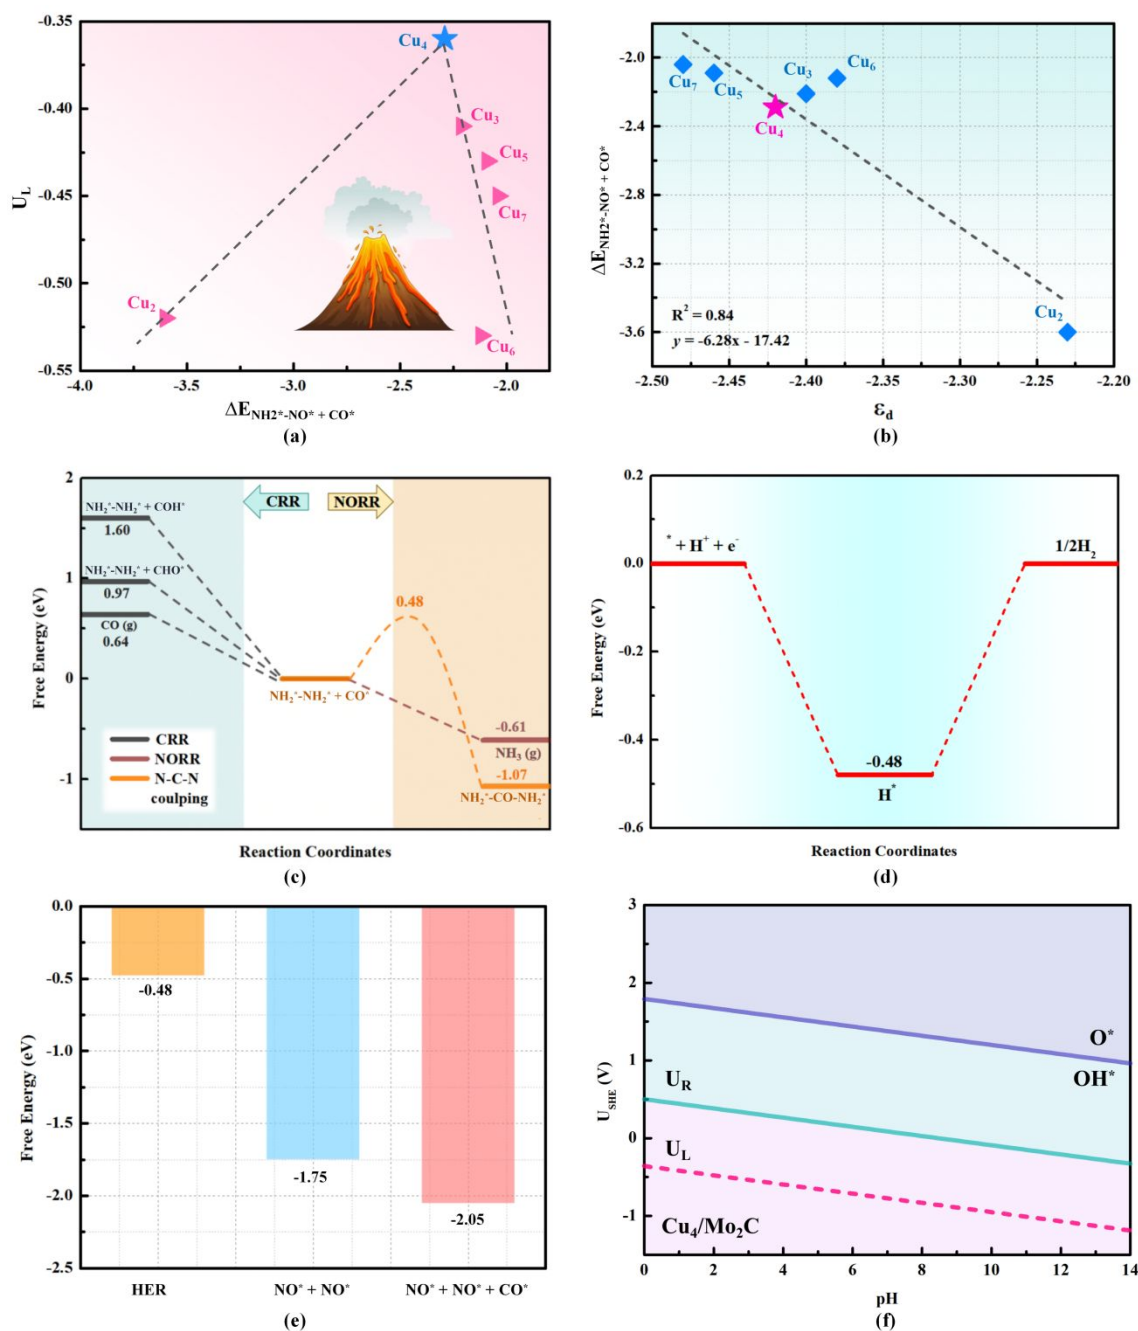 -0.35
-0.40
-0.45
-0.50
-0.55
U_L
Cu₄
Cu₃
Cu₅
Cu₇
Cu₂
Cu₆
-4.0 -3.5 -3.0 -2.5 -2.0
ΔE_NH2*-NO* + CO*
(a)
-2.0
-2.4
-2.8
-3.2
-3.6
ΔE_NH2*-NO* + CO*
Cu₇
Cu₅
Cu₄
Cu₃
Cu₆
Cu₂
R² = 0.84
y = -6.28x - 17.42
-2.50 -2.45 -2.40 -2.35 -2.30 -2.25 -2.20
ε_d
(b)
2
1
0
-1
Free Energy (eV)
CRR
NORR
NH₂*-NH₂* + COH*
1.60
NH₂*-NH₂* + CHO*
0.97
CO (g)
0.64
0.48
NH₂*-NH₂* + CO*
-0.61
NH₃ (g)
-1.07
NH₂*-CO-NH₂*
CRR
NORR
N-C-N
coulping
Reaction Coordinates
(c)
0.2
0.0
-0.2
-0.4
-0.6
Free Energy (eV)
* + H⁺ + e⁻
1/2H₂
-0.48
H*
Reaction Coordinates
(d)
0.0
-0.5
-1.0
-1.5
-2.0
-2.5
Free Energy (eV)
-0.48
-1.75
-2.05
HER NO* + NO* NO* + NO* + CO*
(e)
3
2
1
0
-1
U_SHE (V)
O*
OH*
U_R
U_L
Cu₄/Mo₂C
0 2 4 6 8 10 12 14
pH
(f)